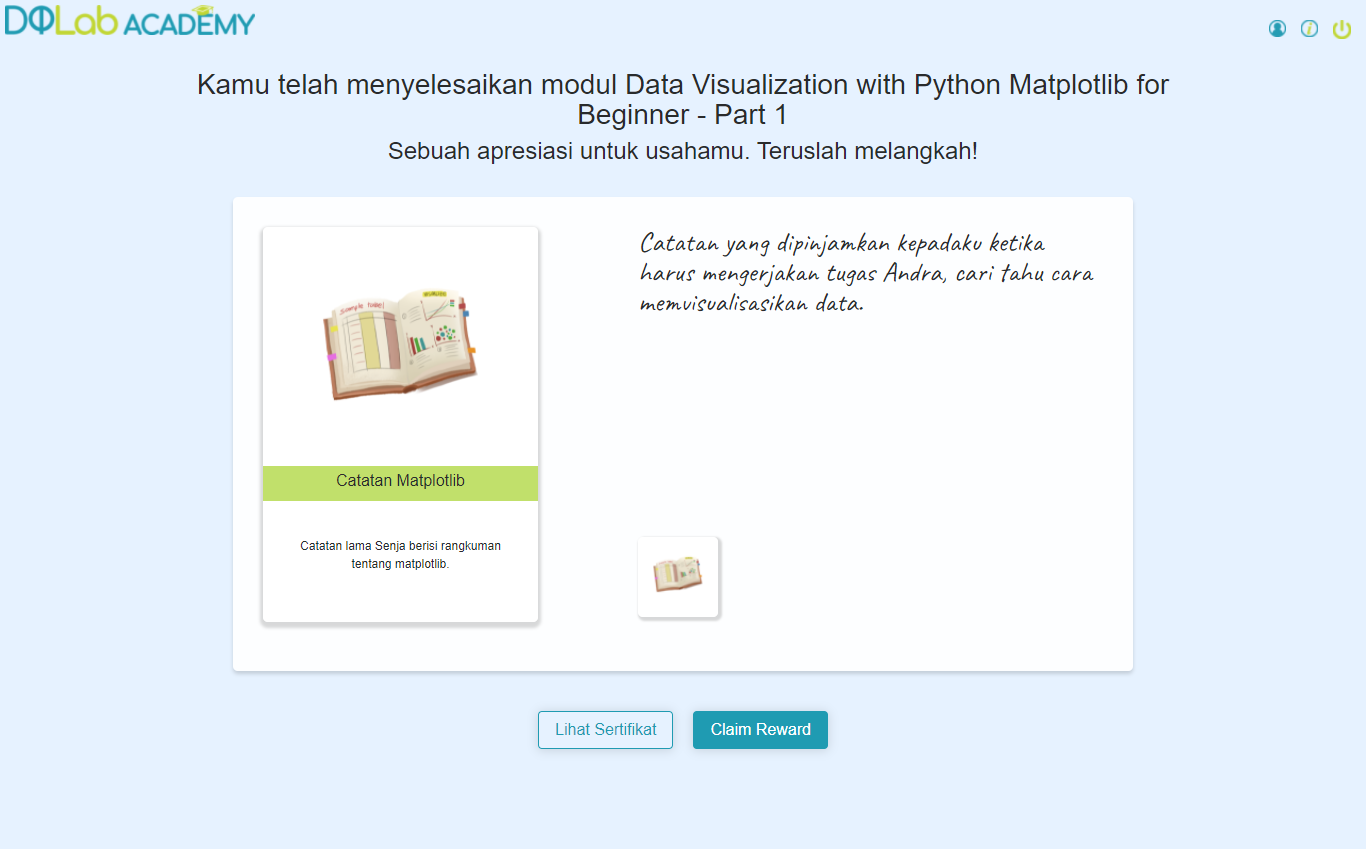 DQLab ACADEMY
Kamu telah menyelesaikan modul Data Visualization with Python Matplotlib for
Beginner - Part 1
Sebuah apresiasi untuk usahamu. Teruslah melangkah!
Catatan yang dipinjamkan kepadaku ketika
harus mengerjakan tugas Andra, cari tahu cara
memvisualisasikan data.
Catatan Matplotlib
Catatan lama Senja berisi rangkuman
tentang matplotlib.
Lihat Sertifikat
Claim Reward